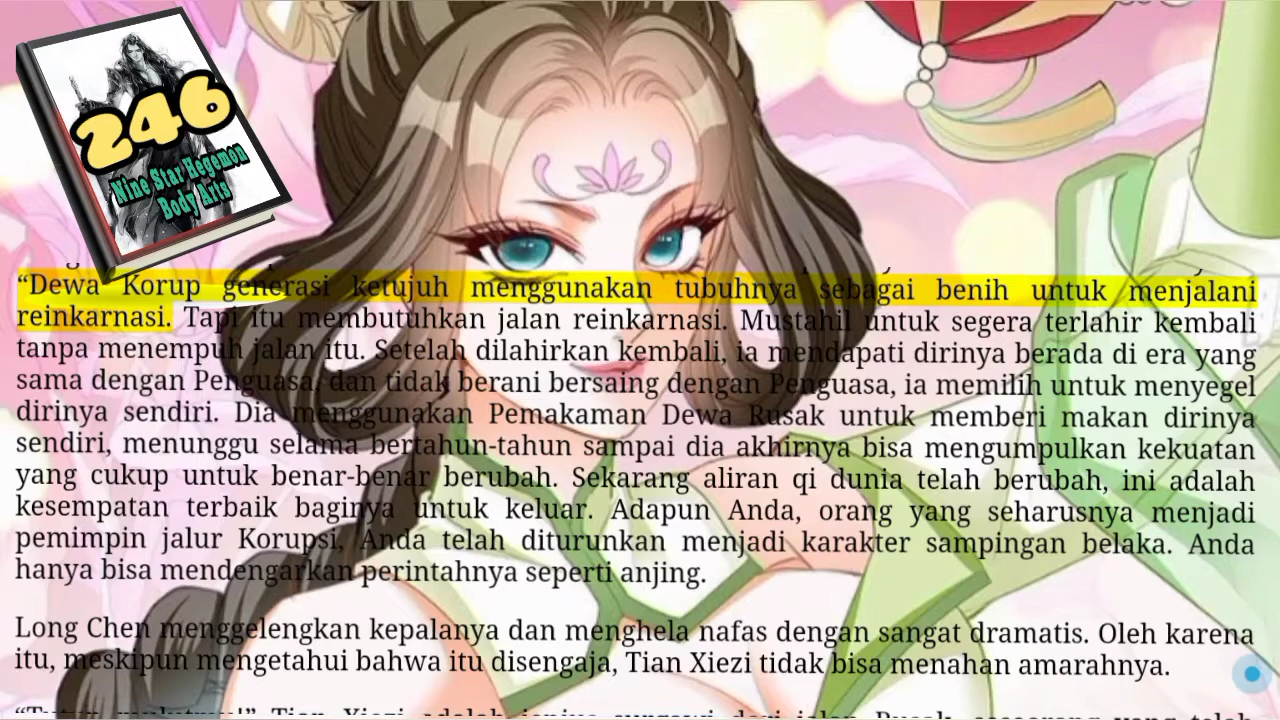 246
Nine Star Hegemon
Body Arts
“Dewa Korup generasi ketujuh menggunakan tubuhnya sebagai benih untuk menjalani
reinkarnasi. Tapi itu membutuhkan jalan reinkarnasi. Mustahil untuk segera terlahir kembali
tanpa menempuh jalan itu. Setelah dilahirkan kembali, ia mendapati dirinya berada di era yang
sama dengan Penguasa, dan tidak berani bersaing dengan Penguasa, ia memilih untuk menyegel
dirinya sendiri. Dia menggunakan Pemakaman Dewa Rusak untuk memberi makan dirinya
sendiri, menunggu selama bertahun-tahun sampai dia akhirnya bisa mengumpulkan kekuatan
yang cukup untuk benar-benar berubah. Sekarang aliran qi dunia telah berubah, ini adalah
kesempatan terbaik baginya untuk keluar. Adapun Anda, orang yang seharusnya menjadi
pemimpin jalur Korupsi, Anda telah diturunkan menjadi karakter sampingan belaka. Anda
hanya bisa mendengarkan perintahnya seperti anjing.
Long Chen menggelengkan kepalanya dan menghela nafas dengan sangat dramatis. Oleh karena
itu, meskipun mengetahui bahwa itu disengaja, Tian Xiezi tidak bisa menahan amarahnya.